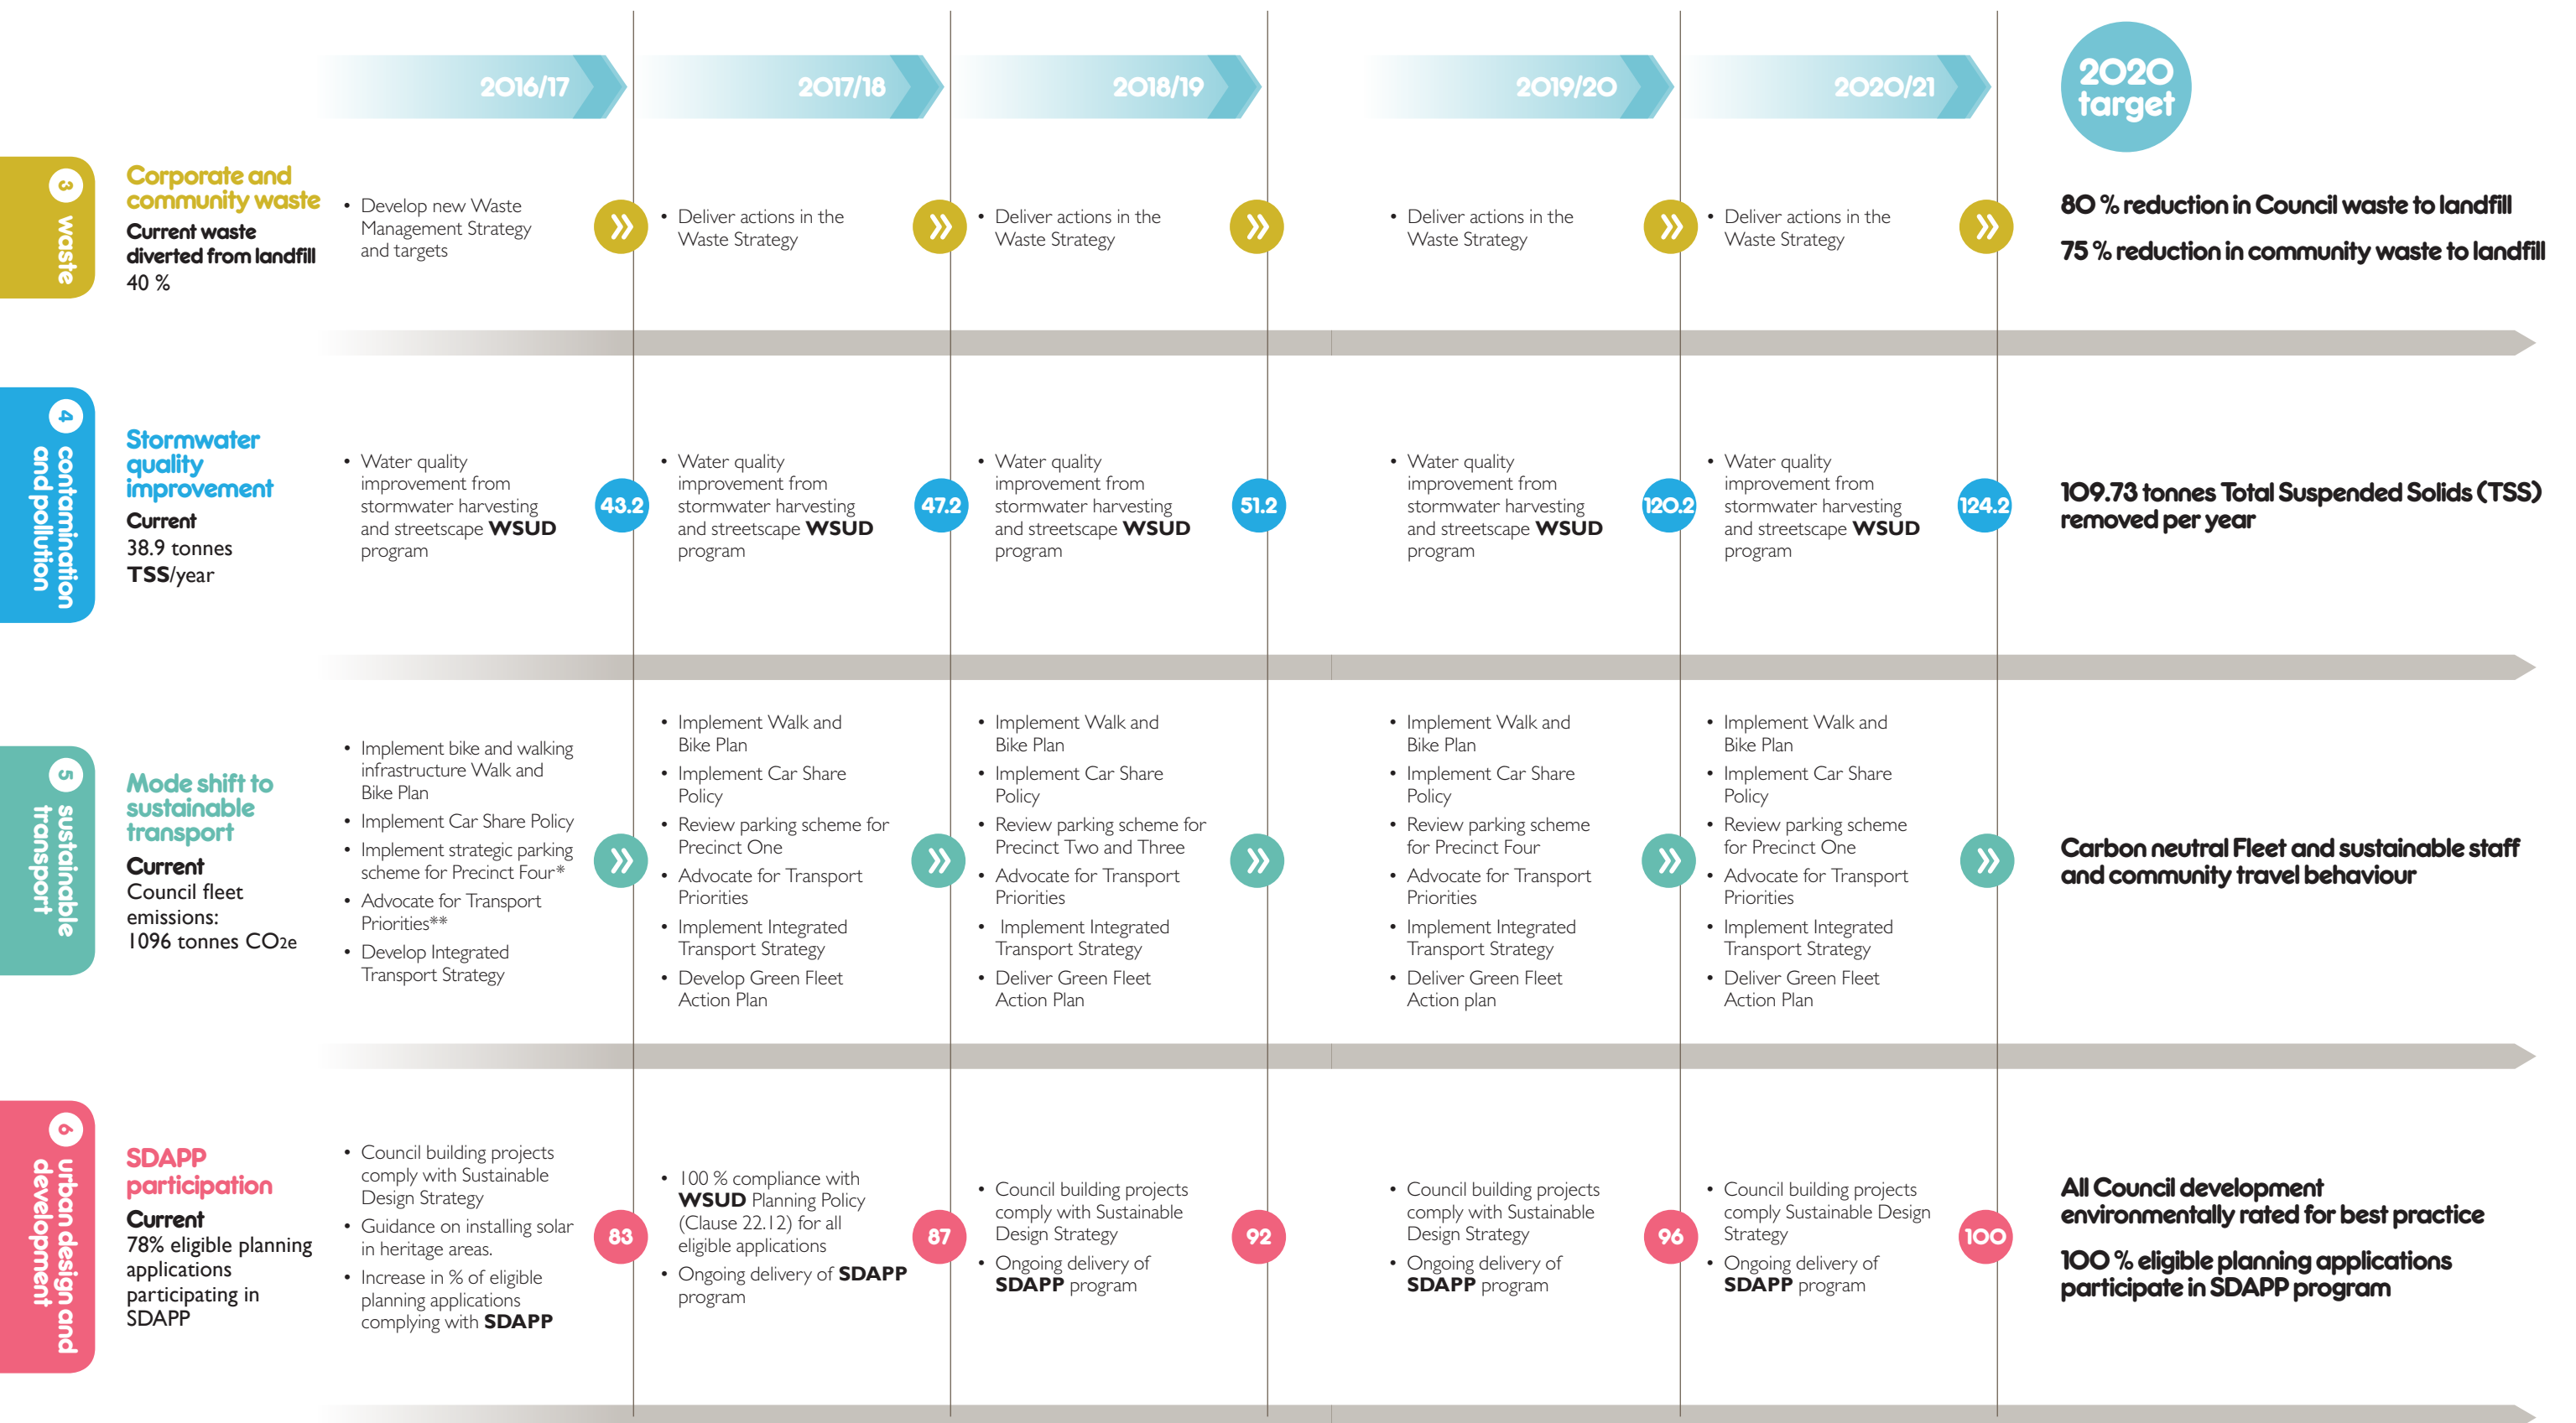 2016/17
2017/18
2018/19
2019/20
2020/21
2020
target
3 waste
Corporate and
community waste
Current waste
diverted from landfill
40 %
• Develop new Waste
Management Strategy
and targets
• Deliver actions in the
Waste Strategy
• Deliver actions in the
Waste Strategy
• Deliver actions in the
Waste Strategy
• Deliver actions in the
Waste Strategy
80 % reduction in Council waste to landfill
75 % reduction in community waste to landfill
4 contamination
and pollution
Stormwater
quality
improvement
Current
38.9 tonnes
TSS/year
• Water quality
improvement from
stormwater harvesting
and streetscape WSUD
program
43.2
• Water quality
improvement from
stormwater harvesting
and streetscape WSUD
program
47.2
• Water quality
improvement from
stormwater harvesting
and streetscape WSUD
program
51.2
• Water quality
improvement from
stormwater harvesting
and streetscape WSUD
program
120.2
• Water quality
improvement from
stormwater harvesting
and streetscape WSUD
program
124.2
109.73 tonnes Total Suspended Solids (TSS)
removed per year
5 sustainable
transport
Mode shift to
sustainable
transport
Current
Council fleet
emissions:
1096 tonnes CO2e
• Implement bike and walking
infrastructure Walk and
Bike Plan
• Implement Car Share Policy
• Implement strategic parking
scheme for Precinct Four*
• Advocate for Transport
Priorities**
• Develop Integrated
Transport Strategy
• Implement Walk and
Bike Plan
• Implement Car Share
Policy
• Review parking scheme for
Precinct One
• Advocate for Transport
Priorities
• Implement Integrated
Transport Strategy
• Develop Green Fleet
Action Plan
• Implement Walk and
Bike Plan
• Implement Car Share
Policy
• Review parking scheme for
Precinct Two and Three
• Advocate for Transport
Priorities
• Implement Integrated
Transport Strategy
• Deliver Green Fleet
Action Plan
• Implement Walk and
Bike Plan
• Implement Car Share
Policy
• Review parking scheme
for Precinct Four
• Advocate for Transport
Priorities
• Implement Integrated
Transport Strategy
• Deliver Green Fleet
Action plan
• Implement Walk and
Bike Plan
• Implement Car Share
Policy
• Review parking scheme
for Precinct One
• Advocate for Transport
Priorities
• Implement Integrated
Transport Strategy
• Deliver Green Fleet
Action Plan
Carbon neutral Fleet and sustainable staff
and community travel behaviour
6 urban design and
development
SDAPP
participation
Current
78% eligible planning
applications
participating in
SDAPP
• Council building projects
comply with Sustainable
Design Strategy
• Guidance on installing solar
in heritage areas.
• Increase in % of eligible
planning applications
complying with SDAPP
83
• 100 % compliance with
WSUD Planning Policy
(Clause 22.12) for all
eligible applications
• Ongoing delivery of SDAPP
program
87
• Council building projects
comply with Sustainable
Design Strategy
• Ongoing delivery of
SDAPP program
92
• Council building projects
comply with Sustainable
Design Strategy
• Ongoing delivery of
SDAPP program
96
• Council building projects
comply Sustainable Design
Strategy
• Ongoing delivery of
SDAPP program
100
All Council development
environmentally rated for best practice
100 % eligible planning applications
participate in SDAPP program